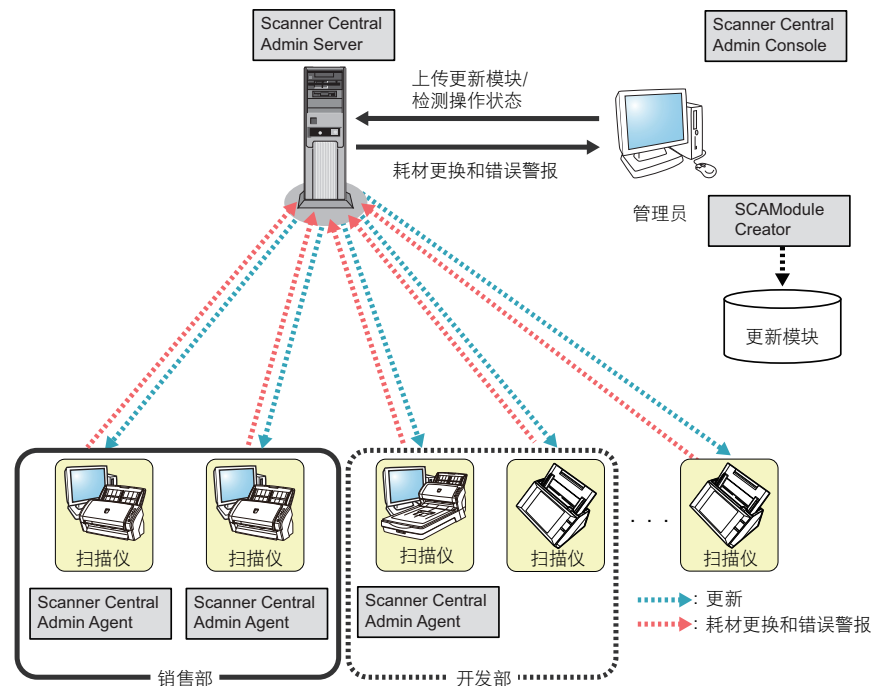 Scanner Central
Admin Server
Scanner Central
Admin Console
上传更新模块/
检测操作状态
耗材更换和错误警报
管理员
SCAModule
Creator
更新模块
扫描仪
扫描仪
扫描仪
扫描仪
. . .
扫描仪
Scanner Central
Admin Agent
Scanner Central
Admin Agent
Scanner Central
Admin Agent
: 更新
: 耗材更换和错误警报
销售部
开发部